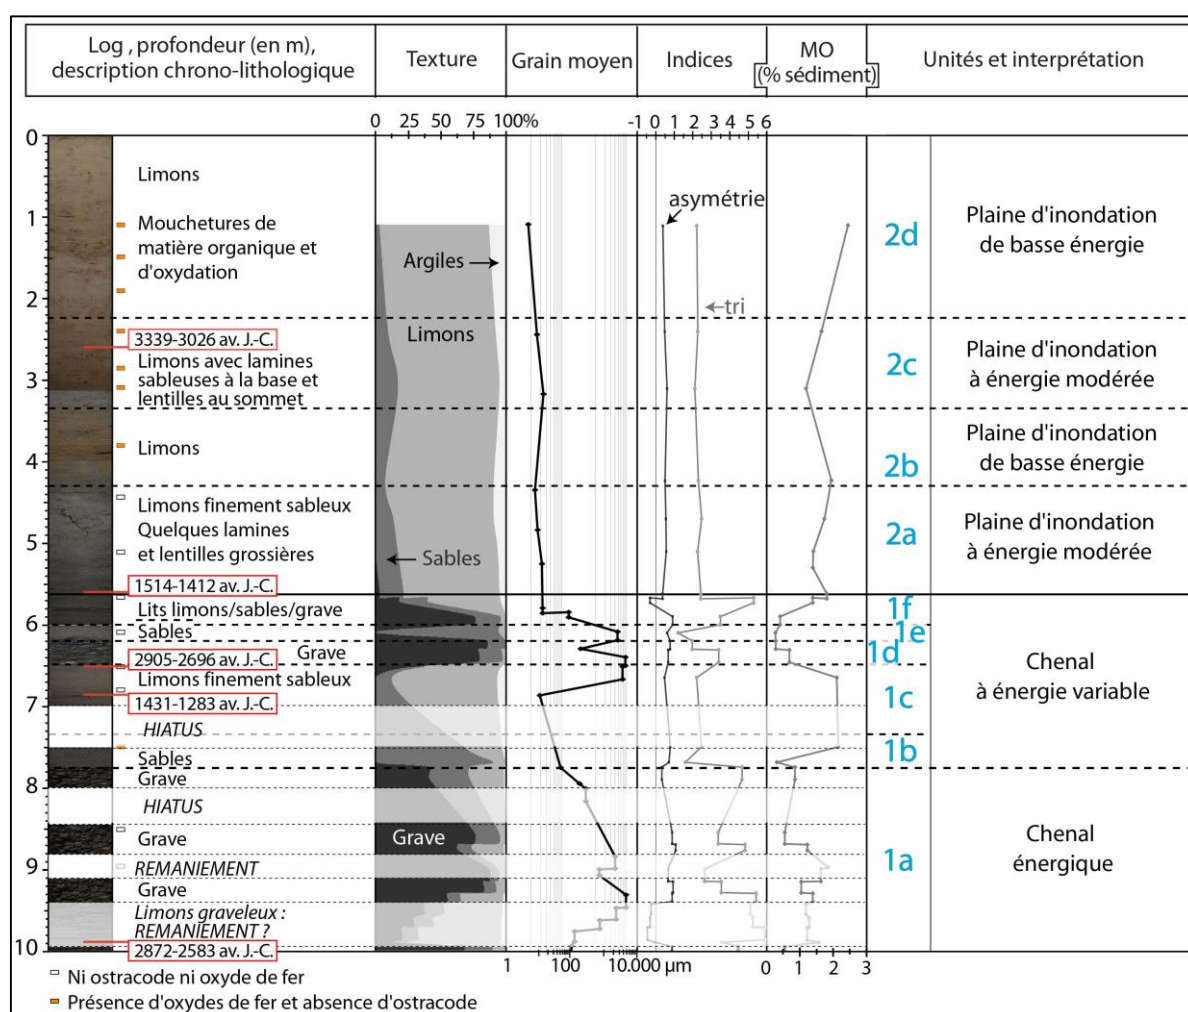 Log , profondeur (en m),
description chrono-lithologique
Texture
Grain moyen
Indices
MO
(% sédiment)
Unités et interprétation
0 25 50 75 100%
-1 0 1 2 3 4 5 6
0
1
2
3
4
5
6
7
8
9
10
Limons
Mouchetures de
matière organique et
d'oxydation
3339-3026 av. J.-C.
Limons avec lamines
sableuses à la base et
lentilles au sommet
Limons
Limons finement sableux
Quelques lamines
et lentilles grossières
1514-1412 av. J.-C.
Lits limons/sables/grave
Sables
Grave
2905-2696 av. J.-C.
Limons finement sableux
1431-1283 av. J.-C.
HIATUS
Sables
Grave
HIATUS
Grave
REMANIEMENT
Grave
Limons graveleux :
REMANIEMENT ?
2872-2583 av. J.-C.
Argiles
Limons
Sables
Grave
asymétrie
tri
1 100 10.000 μm
0 1 2 3
2d
2c
2b
2a
1f
1e
1d
1c
1b
1a
Plaine d'inondation
de basse énergie
Plaine d'inondation
à énergie modérée
Plaine d'inondation
de basse énergie
Plaine d'inondation
à énergie modérée
Chenal
à énergie variable
Chenal
énergique
Ni ostracode ni oxyde de fer
Présence d'oxydes de fer et absence d'ostracode